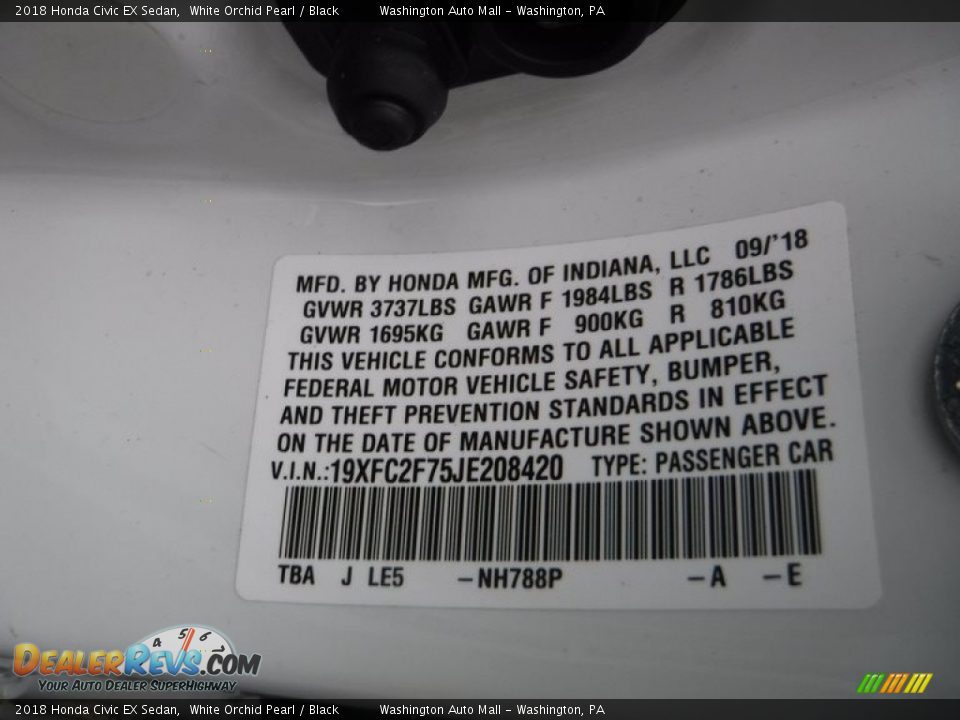 2018 Honda Civic EX Sedan, White Orchid Pearl / Black Washington Auto Mall - Washington, PA
MFD. BY HONDA MFG. OF INDIANA, LLC 09/'18
GVWR 3737LBS GAWR F 1984LBS R 1786LBS
GVWR 1695KG GAWR F 900KG R 810KG
THIS VEHICLE CONFORMS TO ALL APPLICABLE
FEDERAL MOTOR VEHICLE SAFETY, BUMPER,
AND THEFT PREVENTION STANDARDS IN EFFECT
ON THE DATE OF MANUFACTURE SHOWN ABOVE.
V.I.N.:19XFC2F75JE208420 TYPE: PASSENGER CAR
TBA J LE5 -NH788P -A -E
4 5 6 7
DEALERREVS.COM
YOUR AUTO DEALER SUPERHIGHWAY
2018 Honda Civic EX Sedan, White Orchid Pearl / Black Washington Auto Mall - Washington, PA